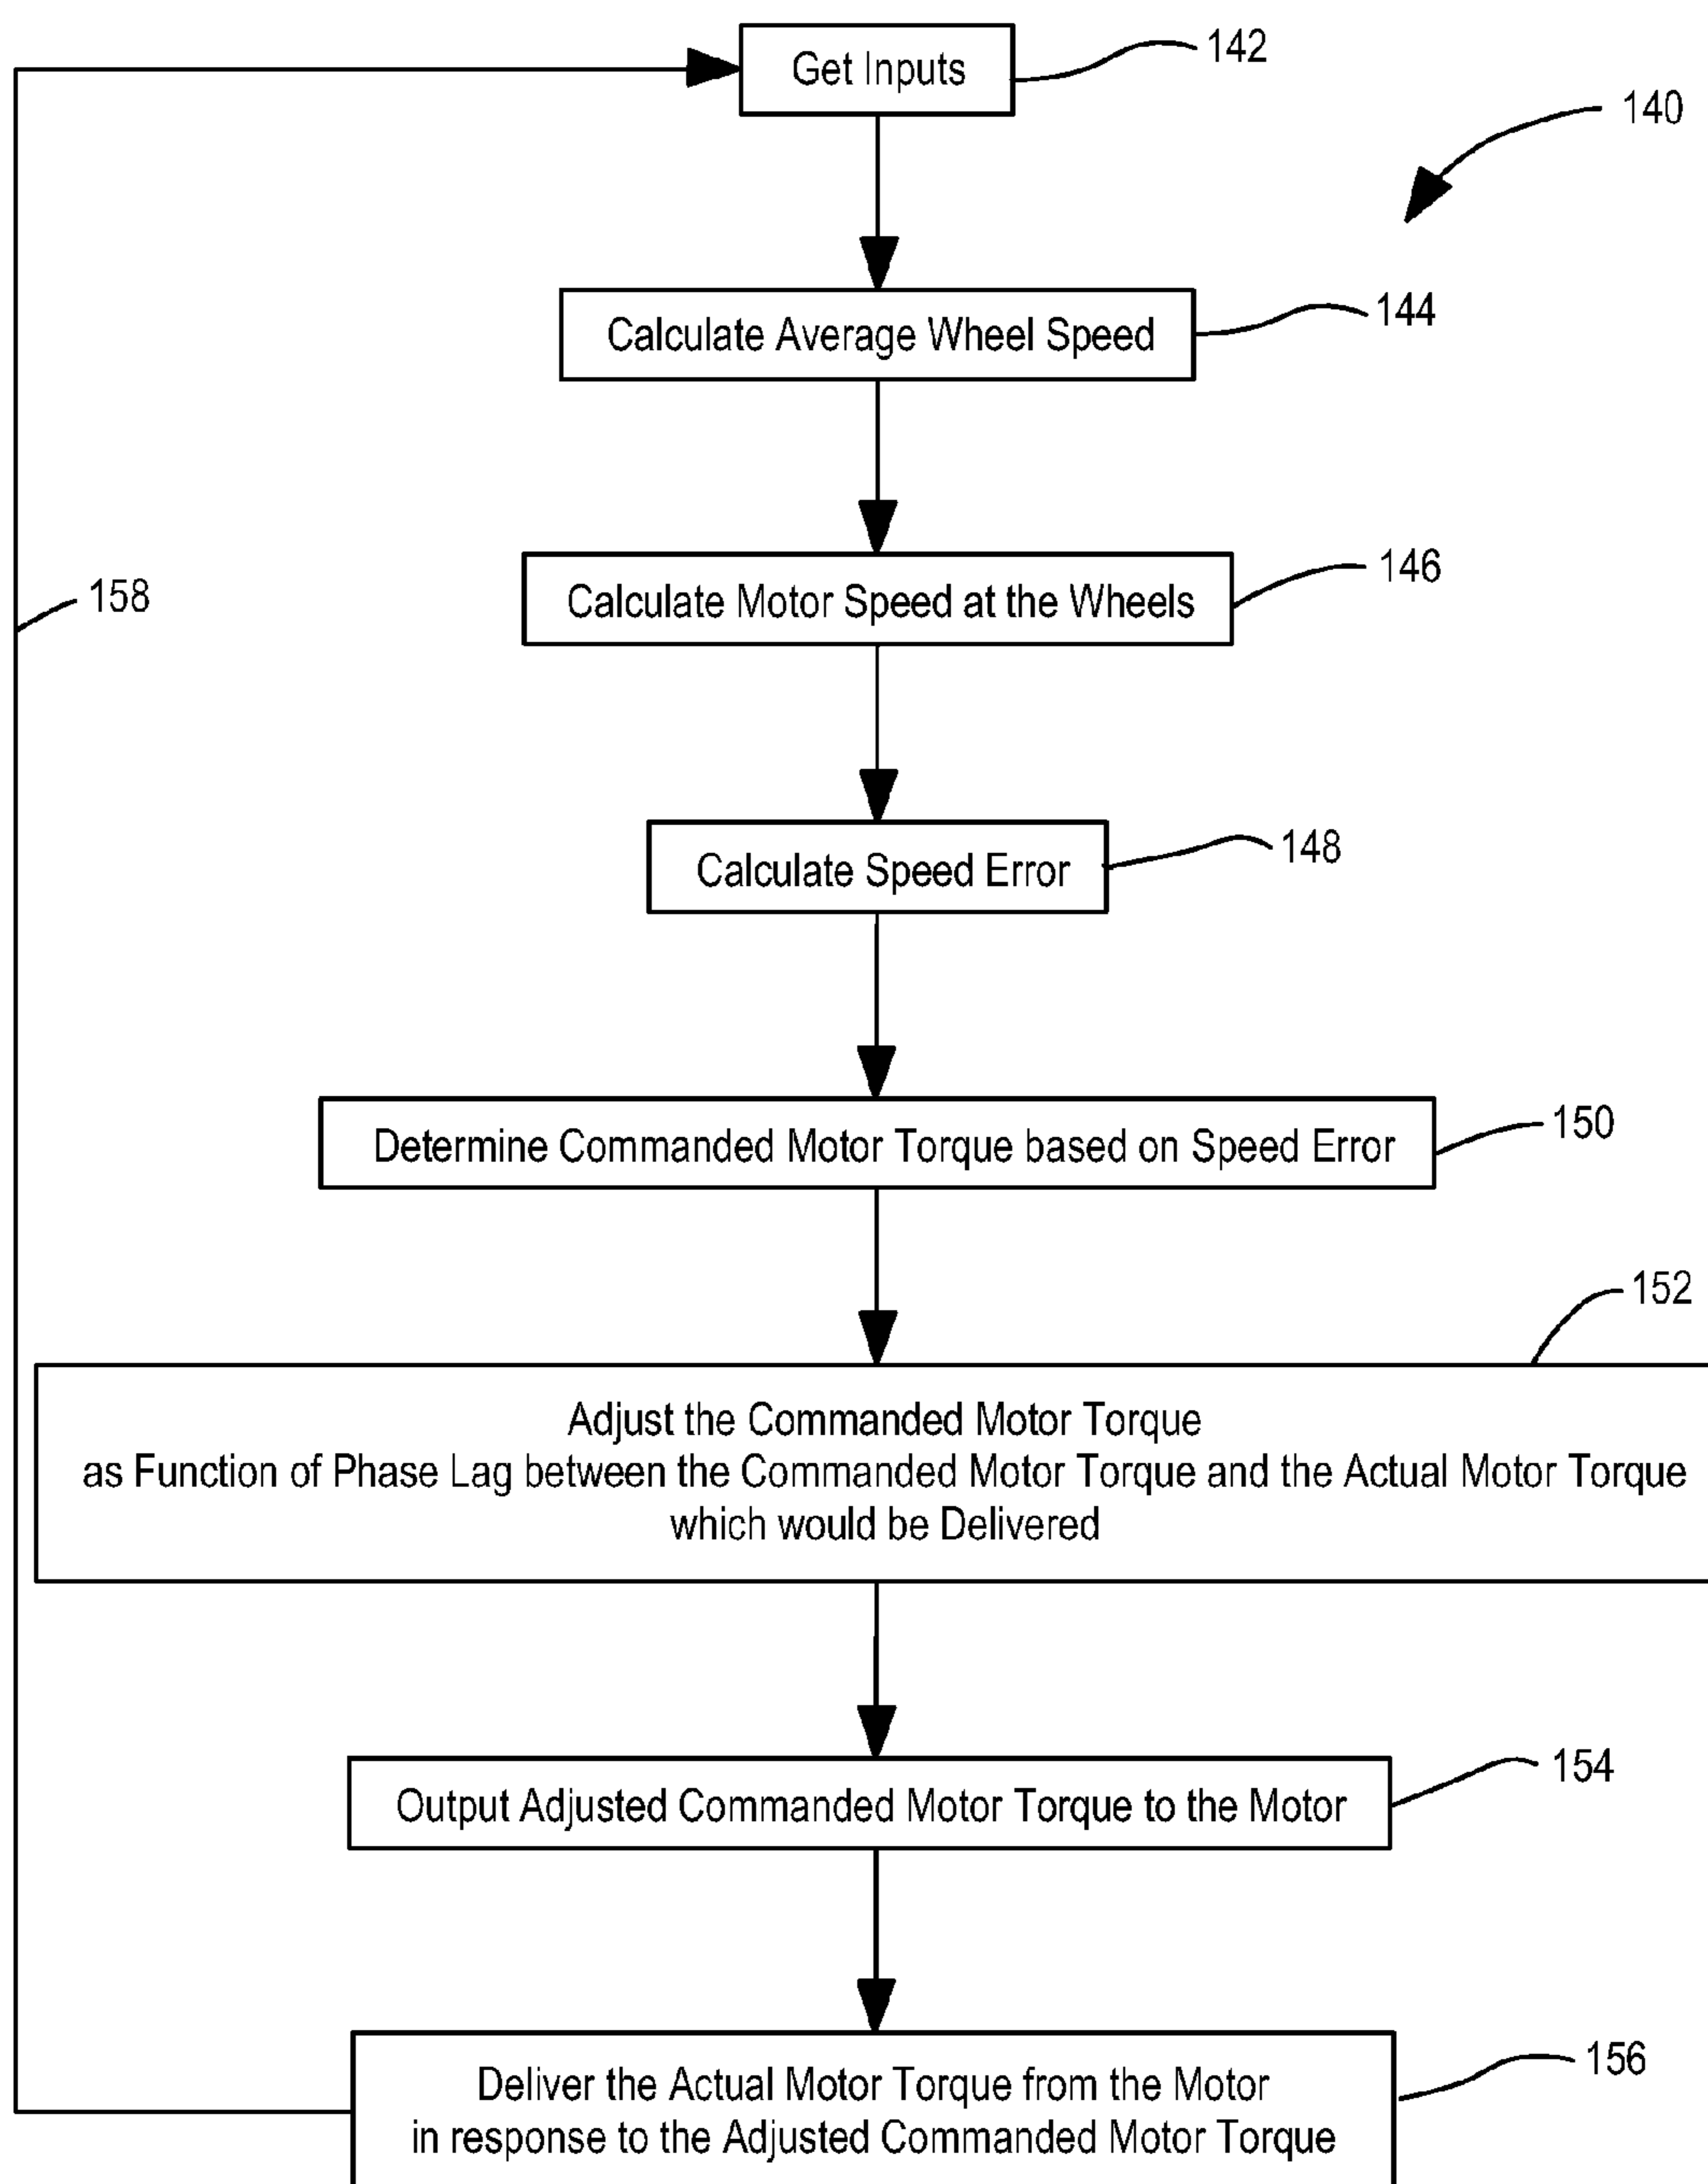 Get Inputs
142
140
Calculate Average Wheel Speed
144
Calculate Motor Speed at the Wheels
146
158
Calculate Speed Error
148
Determine Commanded Motor Torque based on Speed Error
150
152
Adjust the Commanded Motor Torque
as Function of Phase Lag between the Commanded Motor Torque and the Actual Motor Torque
which would be Delivered
Output Adjusted Commanded Motor Torque to the Motor
154
Deliver the Actual Motor Torque from the Motor
in response to the Adjusted Commanded Motor Torque
156